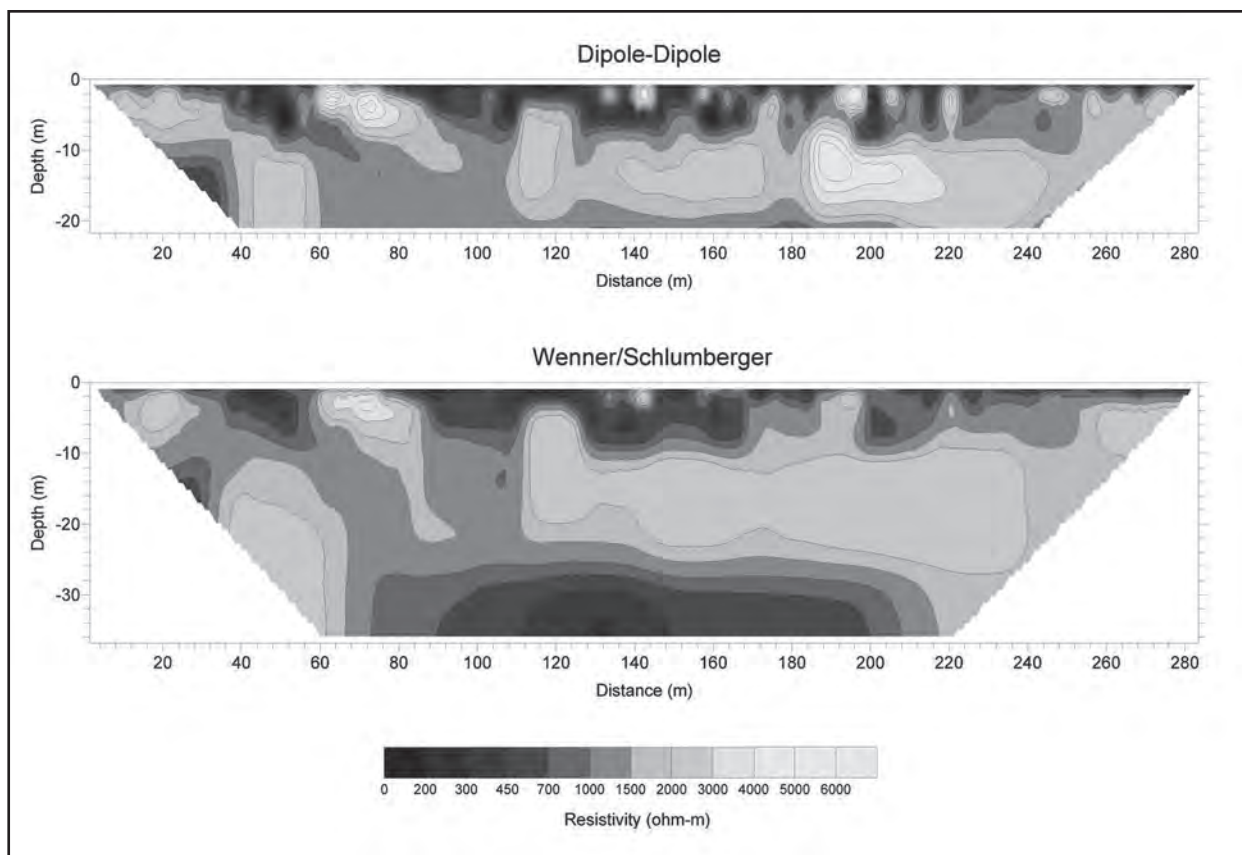 Dipole-Dipole
0
-10
-20
Depth (m)
20 40 60 80 100 120 140 160 180 200 220 240 260 280
Distance (m)
Wenner/Schlumberger
0
-10
-20
-30
Depth (m)
20 40 60 80 100 120 140 160 180 200 220 240 260 280
Distance (m)
0 200 300 450 700 1000 1500 2000 3000 4000 5000 6000
Resistivity (ohm-m)